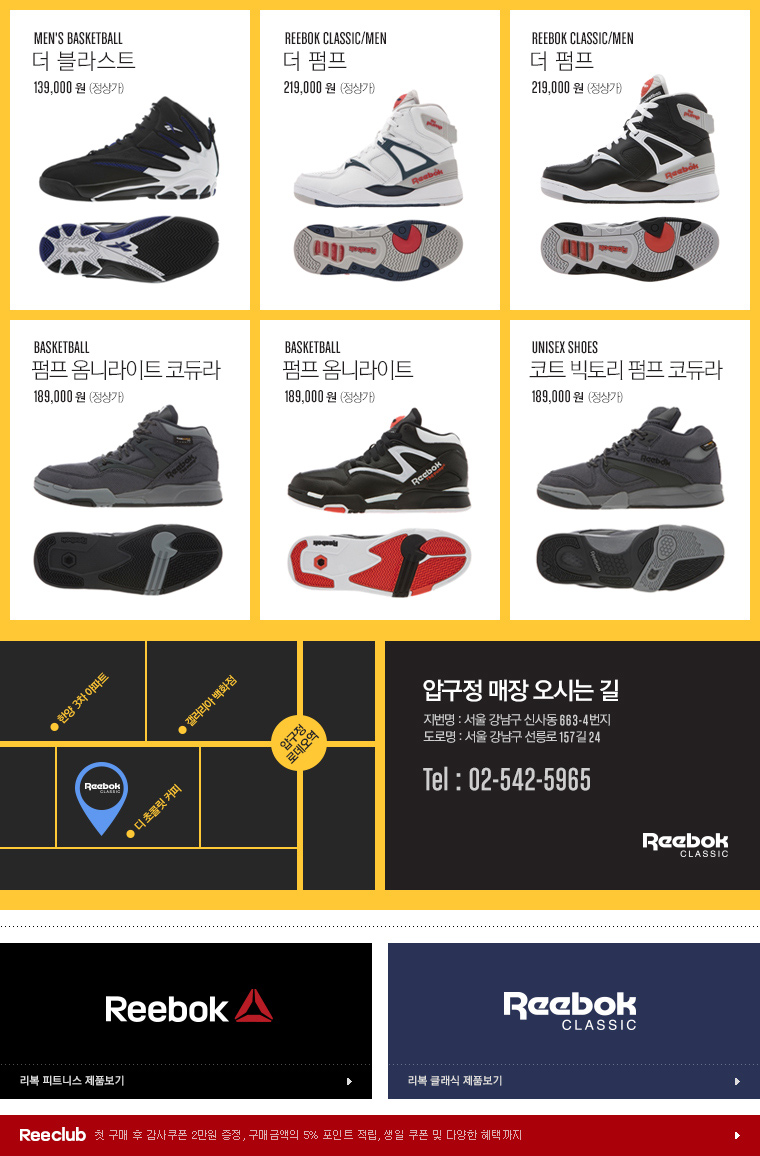 MEN'S BASKETBALL
더 블라스트
139,000 원 (정상가)
REEBOK CLASSIC/MEN
더 펌프
219,000 원 (정상가)
REEBOK CLASSIC/MEN
더 펌프
219,000 원 (정상가)
BASKETBALL
펌프 옴니라이트 코듀라
189,000 원 (정상가)
BASKETBALL
펌프 옴니라이트
189,000 원 (정상가)
UNISEX SHOES
코트 빅토리 펌프 코듀라
189,000 원 (정상가)
한양 3차 아파트
갤러리아 백화점
압구정
로데오역
Reebok
CLASSIC
디 초콜릿 커피
압구정 매장 오시는 길
지번명 : 서울 강남구 신사동 663-4번지
도로명 : 서울 강남구 선릉로 157길 24
Tel : 02-542-5965
Reebok
CLASSIC
Reebok
리복 피트니스 제품보기
Reebok
CLASSIC
리복 클래식 제품보기
Reeclub 첫 구매 후 감사쿠폰 2만원 증정, 구매금액의 5% 포인트 적립, 생일 쿠폰 및 다양한 혜택까지